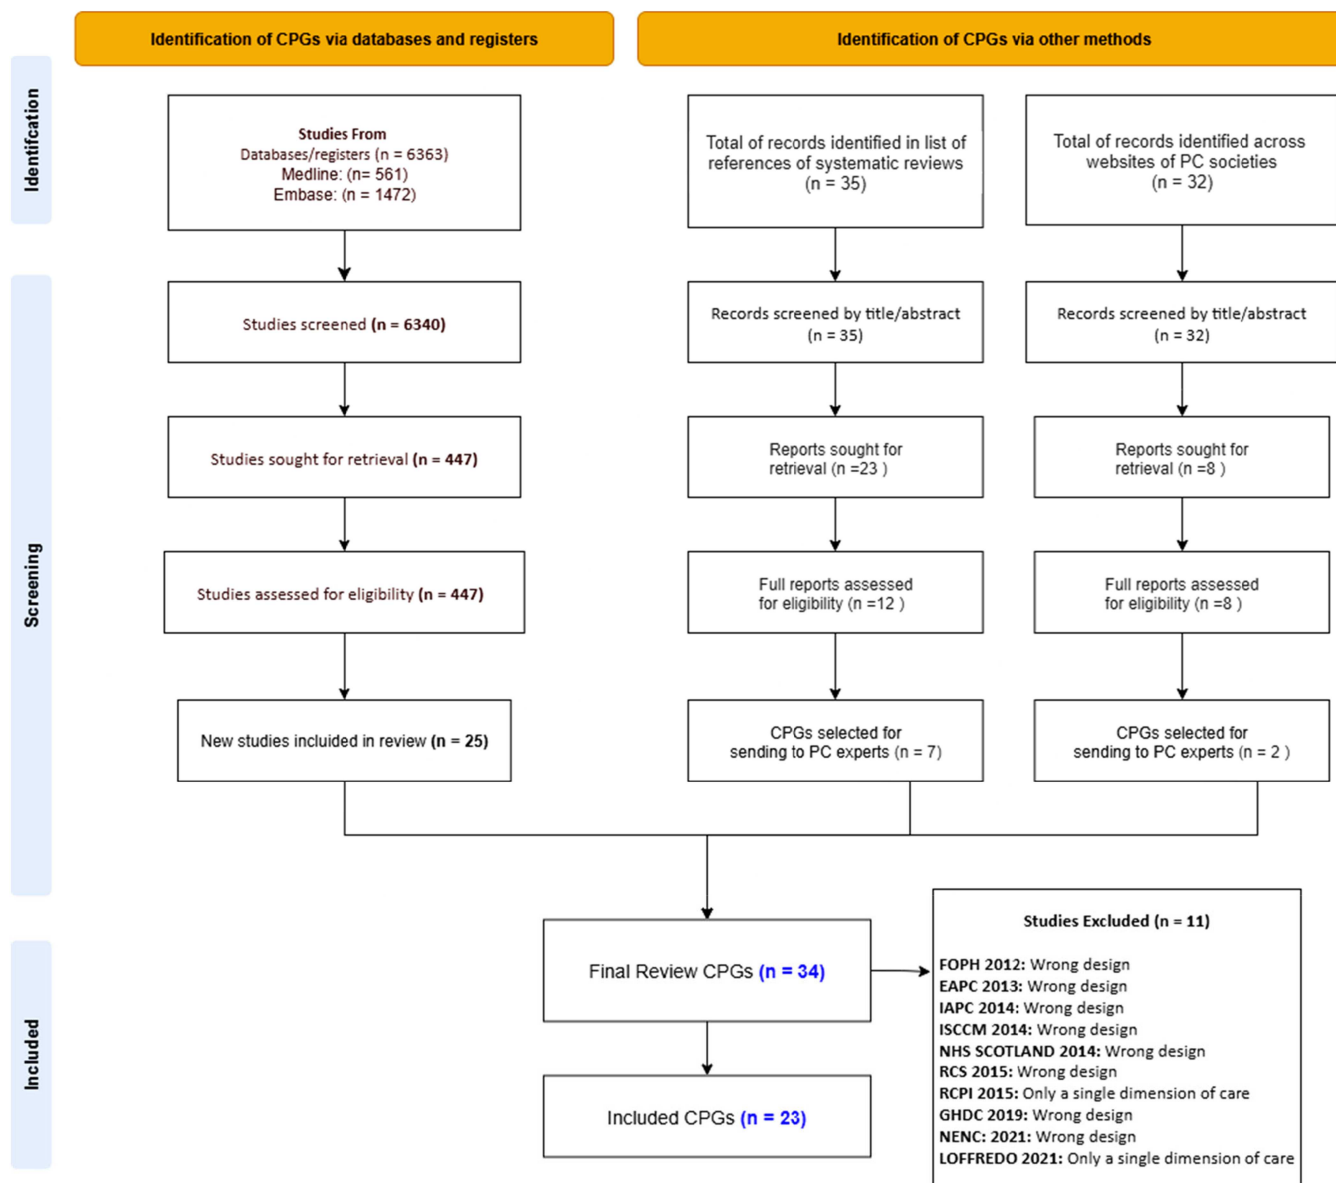 Identification of CPGs via databases and registers
Identification of CPGs via other methods
Identifcation
Studies From
Databases/registers (n = 6363)
Medline: (n= 561)
Embase: (n = 1472)
Total of records identified in list of
references of systematic reviews
(n = 35)
Total of records identified across
websites of PC societies
(n = 32)
Screening
Studies screened (n = 6340)
Records screened by title/abstract
(n = 35)
Records screened by title/abstract
(n = 32)
Studies sought for retrieval (n = 447)
Reports sought for
retrieval (n =23 )
Reports sought for
retrieval (n =8 )
Studies assessed for eligibility (n = 447)
Full reports assessed
for eligibility (n =12 )
Full reports assessed
for eligibility (n =8 )
New studies incluided in review (n = 25)
CPGs selected for
sending to PC experts (n = 7)
CPGs selected for
sending to PC experts (n = 2 )
Included
Final Review CPGs (n = 34)
Studies Excluded (n = 11)
FOPH 2012: Wrong design
EAPC 2013: Wrong design
IAPC 2014: Wrong design
ISCCM 2014: Wrong design
NHS SCOTLAND 2014: Wrong design
RCS 2015: Wrong design
RCPI 2015: Only a single dimension of care
GHDC 2019: Wrong design
NENC: 2021: Wrong design
LOFFREDO 2021: Only a single dimension of care
Included CPGs (n = 23)